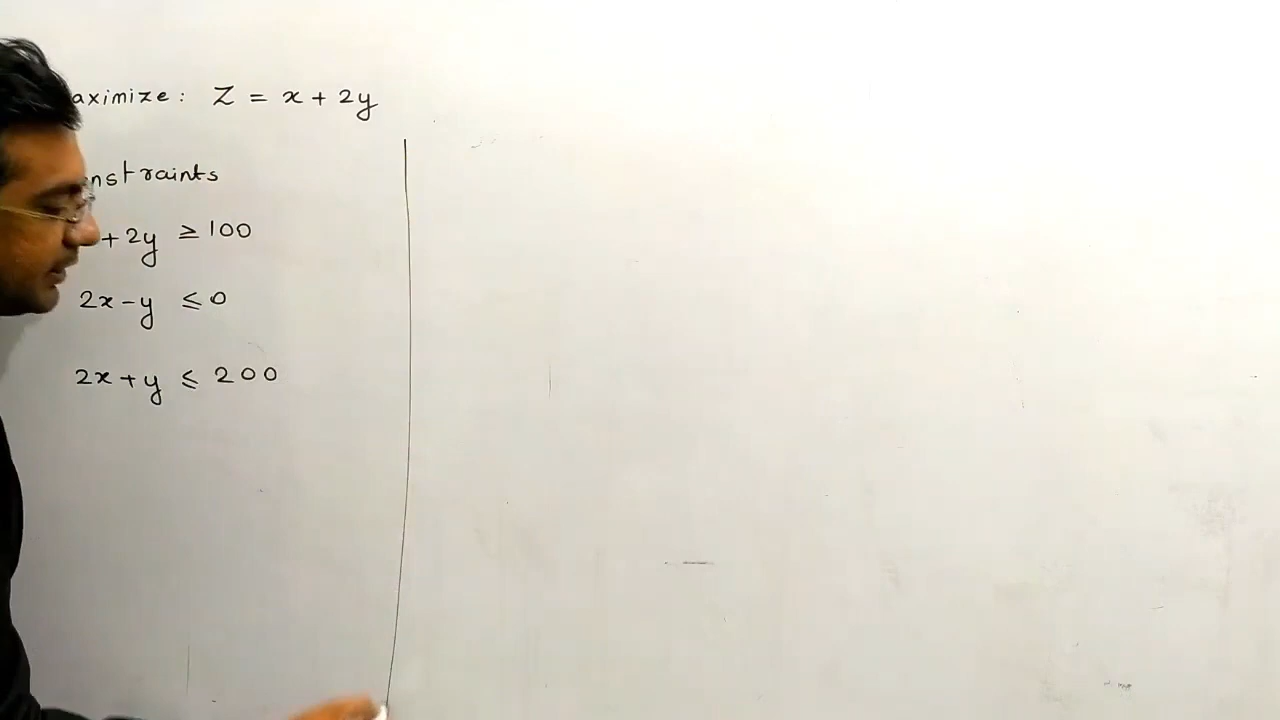 aximize: Z = x + 2y
nstraints
+ 2y ≥ 100
2x - y ≤ 0
2x + y ≤ 200